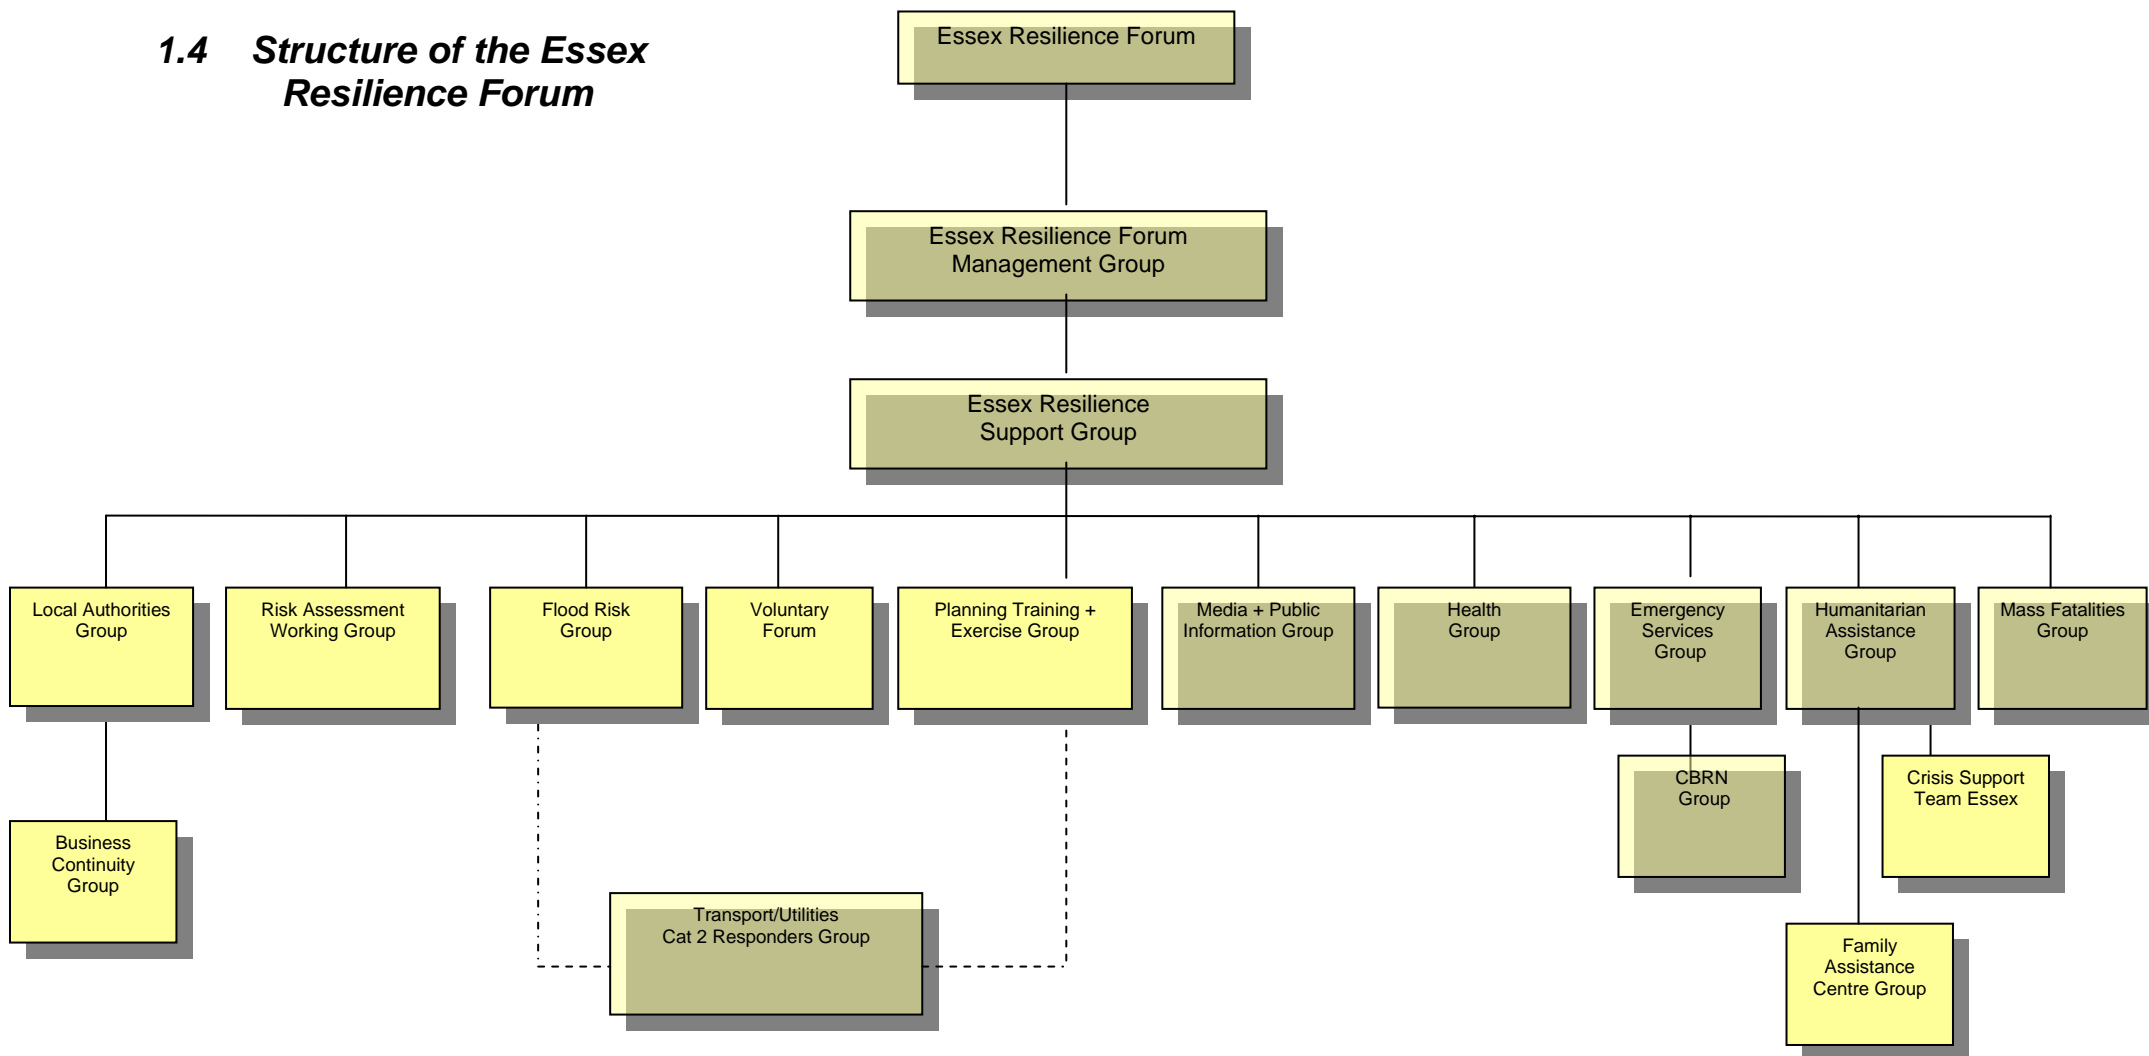 1.4 Structure of the Essex
Resilience Forum
Essex Resilience Forum
Essex Resilience Forum
Management Group
Essex Resilience
Support Group
Local Authorities
Group
Risk Assessment
Working Group
Flood Risk
Group
Voluntary
Forum
Planning Training +
Exercise Group
Media + Public
Information Group
Health
Group
Emergency
Services
Group
Humanitarian
Assistance
Group
Mass Fatalities
Group
Business
Continuity
Group
Transport/Utilities
Cat 2 Responders Group
CBRN
Group
Crisis Support
Team Essex
Family
Assistance
Centre Group